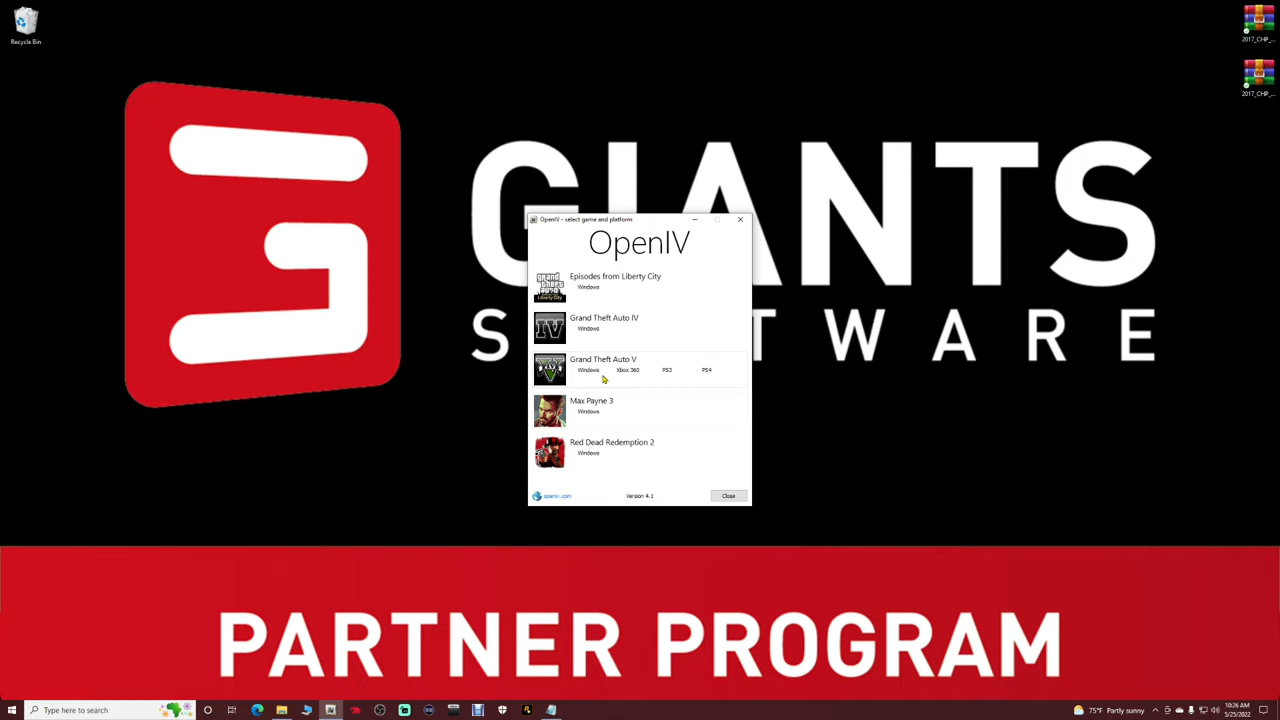 Recycle Bin
2017_CHP_...
2017_CHP_...
GIANTS
SOFTWARE
OpenIV - select game and platform
OpenIV
Episodes from Liberty City
Windows
Grand Theft Auto IV
Windows
Grand Theft Auto V
Windows Xbox 360 PS3 PS4
Max Payne 3
Windows
Red Dead Redemption 2
Windows
openiv.com Version 4.1 Close
PARTNER PROGRAM
Type here to search
75°F Partly sunny
10:26 AM
5/25/2022